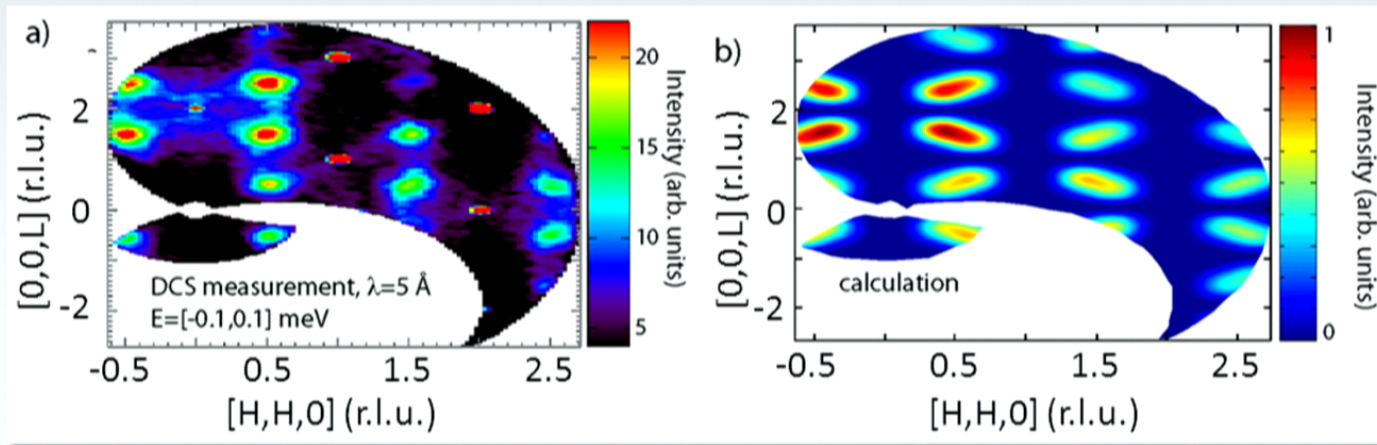 a)
[0,0,L] (r.l.u.)
2
0
-2
DCS measurement, λ=5 Å
E=[-0.1,0.1] meV
-0.5 0.5 1.5 2.5
[H,H,0] (r.l.u.)
20
15
10
5
Intensity (arb. units)
b)
[0,0,L] (r.l.u.)
2
0
-2
calculation
-0.5 0.5 1.5 2.5
[H,H,0] (r.l.u.)
1
0
Intensity (arb. units)